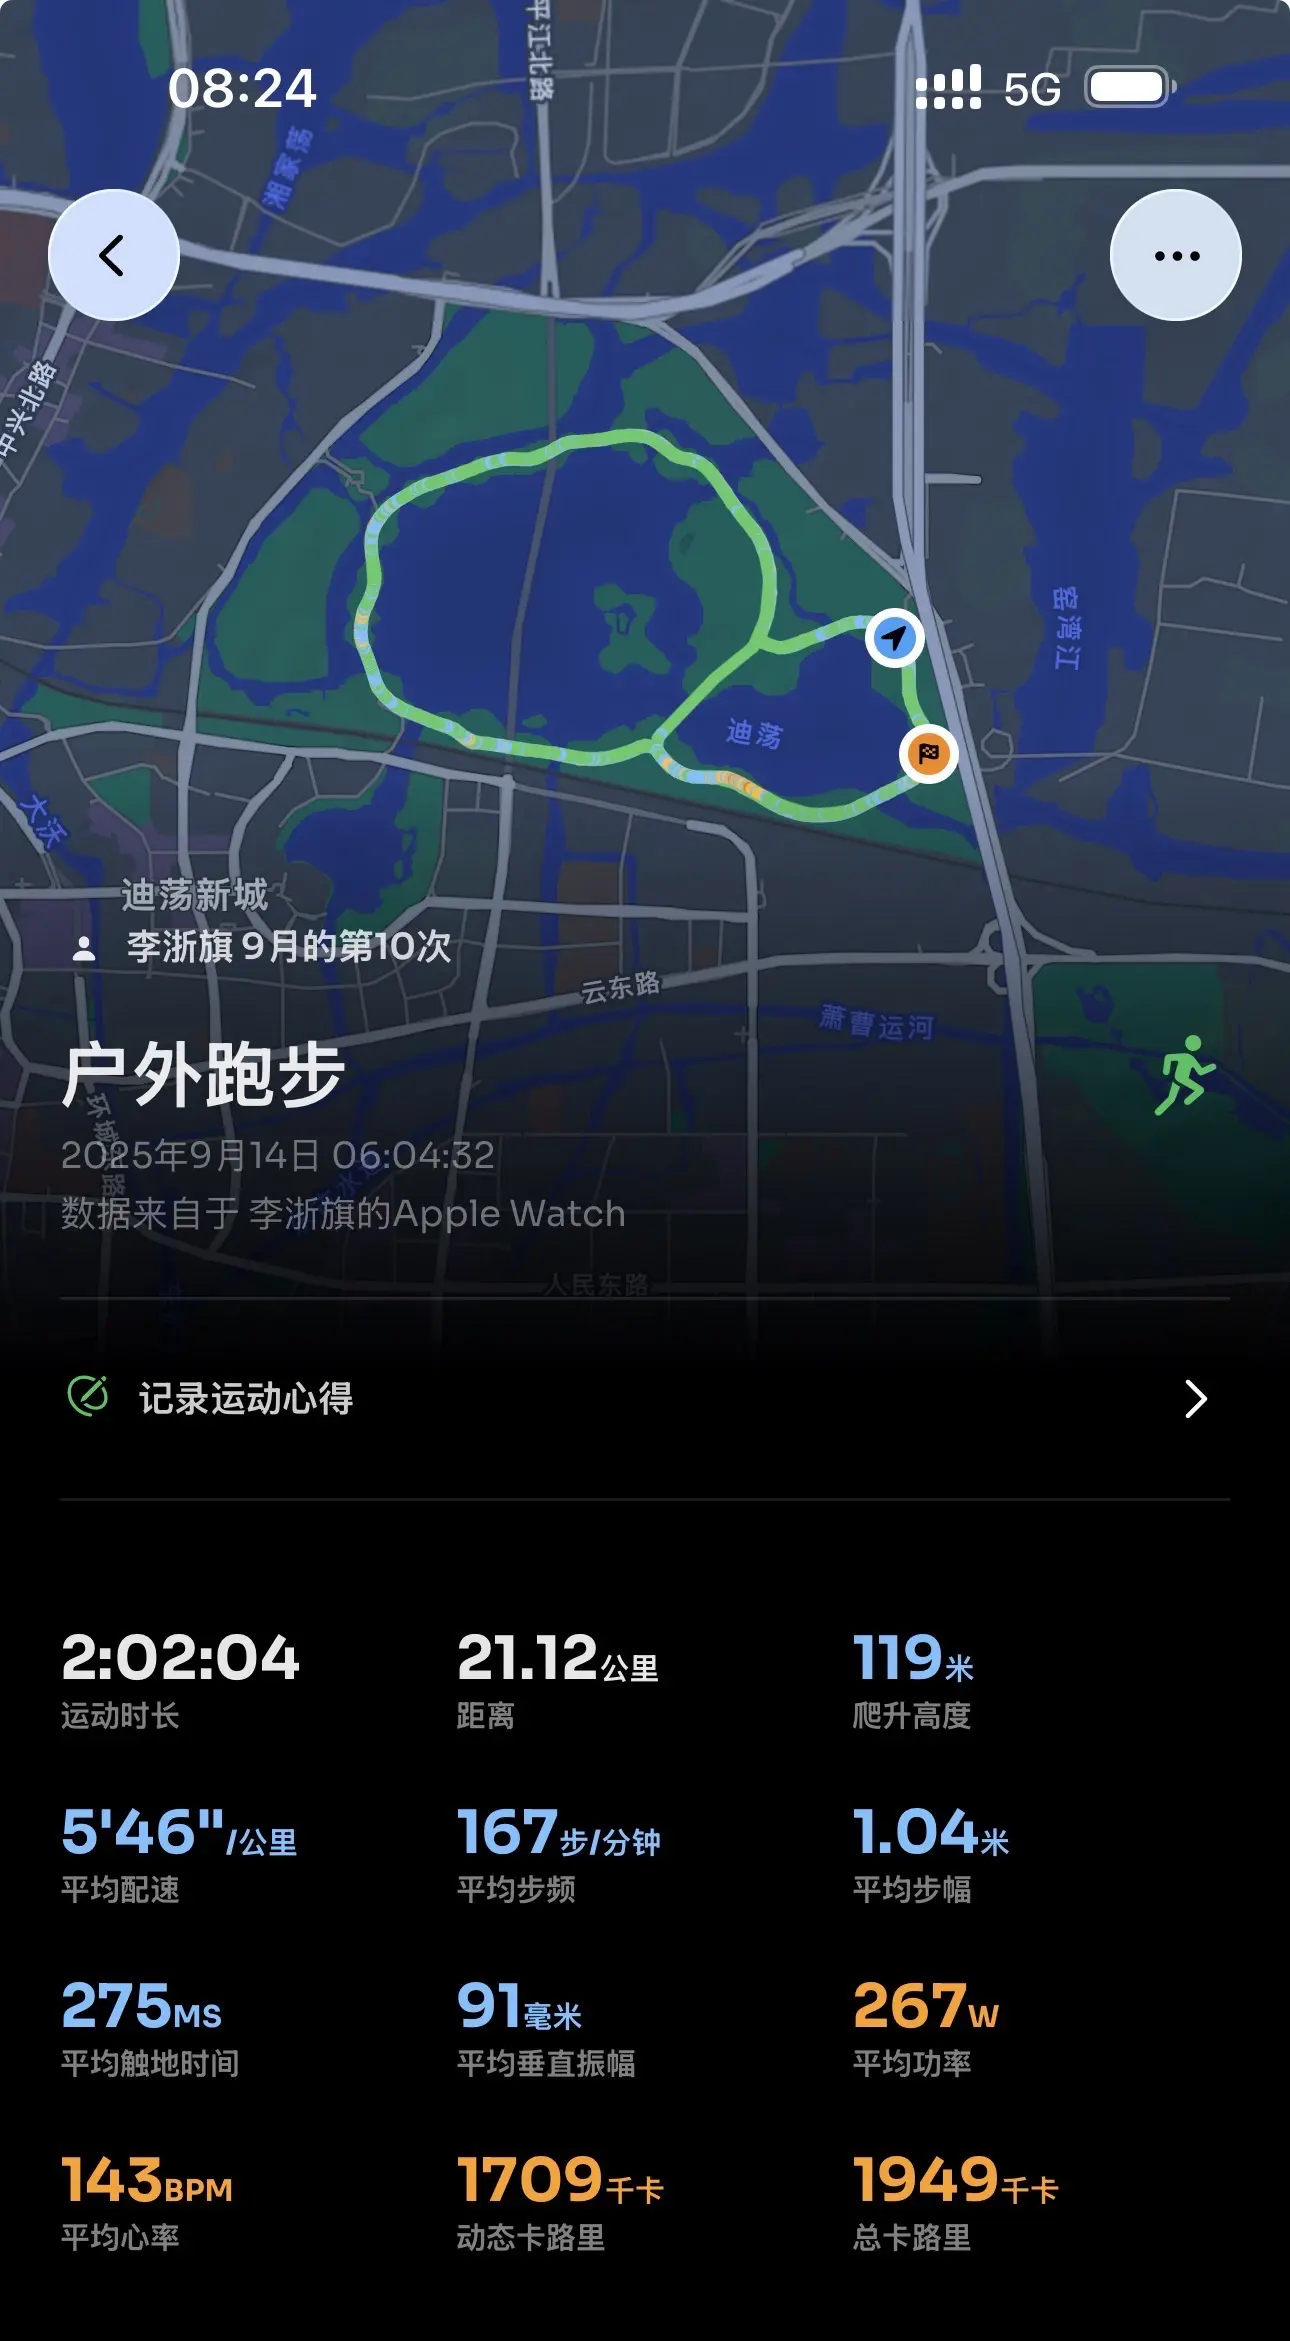 08:24
5G
平江北路
湘家荡
中兴北路
窑湾江
迪荡
大沃
迪荡新城
李浙旗 9月的第10次
云东路
萧曹运河
户外跑步
2025年9月14日 06:04:32
数据来自于 李浙旗的Apple Watch
人民东路
记录运动心得
2:02:04
21.12公里
119米
运动时长
距离
爬升高度
5'46"/公里
167步/分钟
1.04米
平均配速
平均步频
平均步幅
275MS
91毫米
267W
平均触地时间
平均垂直振幅
平均功率
143BPM
1709千卡
1949千卡
平均心率
动态卡路里
总卡路里